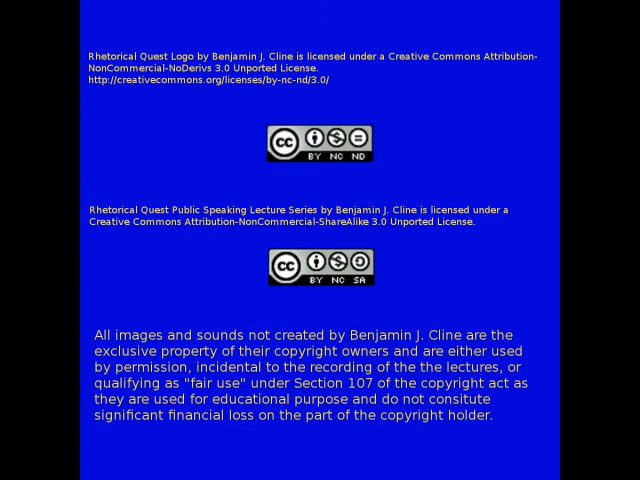 Rhetorical Quest Logo by Benjamin J. Cline is licensed under a Creative Commons Attribution-
NonCommercial-NoDerivs 3.0 Unported License.
http://creativecommons.org/licenses/by-nc-nd/3.0/
cc
BY NC ND
Rhetorical Quest Public Speaking Lecture Series by Benjamin J. Cline is licensed under a
Creative Commons Attribution-NonCommercial-ShareAlike 3.0 Unported License.
cc
BY NC SA
All images and sounds not created by Benjamin J. Cline are the
exclusive property of their copyright owners and are either used
by permission, incidental to the recording of the the lectures, or
qualifying as "fair use" under Section 107 of the copyright act as
they are used for educational purpose and do not consitute
significant financial loss on the part of the copyright holder.